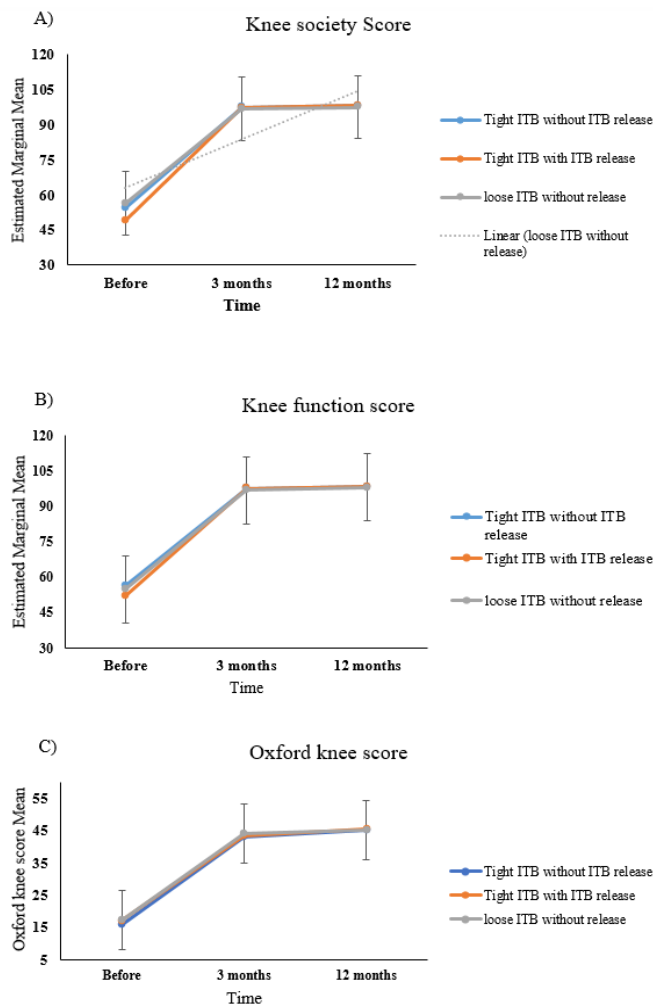 A)
Knee society Score
Estimated Marginal Mean
120
105
90
75
60
45
30
Before
3 months
12 months
Time
Tight ITB without ITB release
Tight ITB with ITB release
loose ITB without release
Linear (loose ITB without
release)
B)
Knee function score
Estimated Marginal Mean
120
105
90
75
60
45
30
Before
3 months
12 months
Time
Tight ITB without ITB
release
Tight ITB with ITB release
loose ITB without release
C)
Oxford knee score
Oxford knee score Mean
55
45
35
25
15
5
Before
3 months
12 months
Time
Tight ITB without ITB release
Tight ITB with ITB release
loose ITB without release